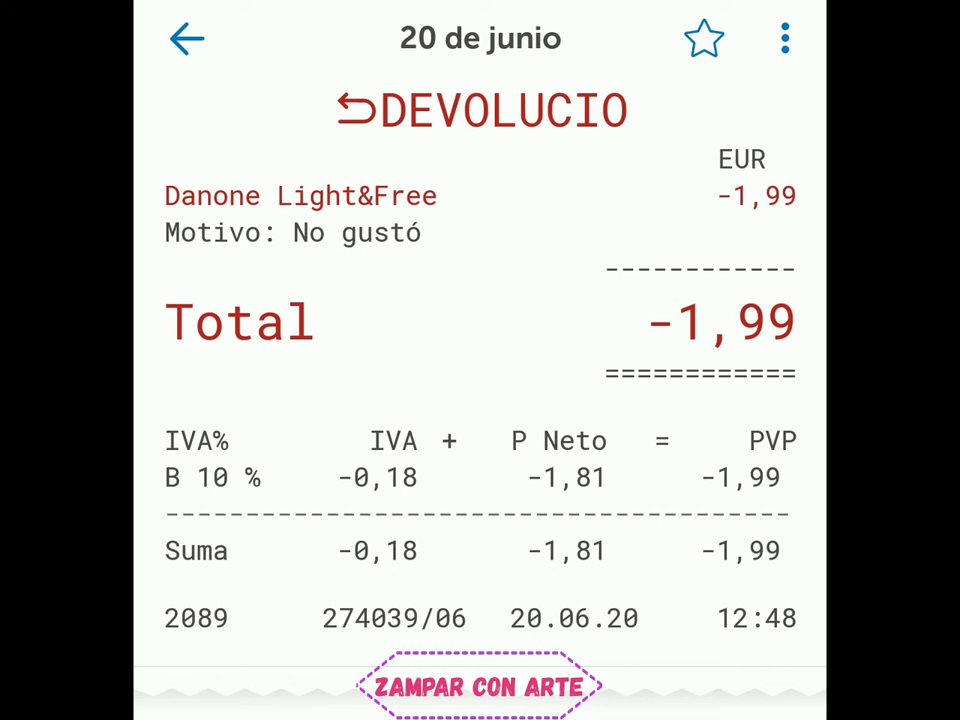 20 de junio
DEVOLUCIO
EUR
Danone Light&Free -1,99
Motivo: No gustó
------------
Total -1,99
============
IVA% IVA + P Neto = PVP
B 10 % -0,18 -1,81 -1,99
---------------------------------------
Suma -0,18 -1,81 -1,99
2089 274039/06 20.06.20 12:48
ZAMPAR CON ARTE